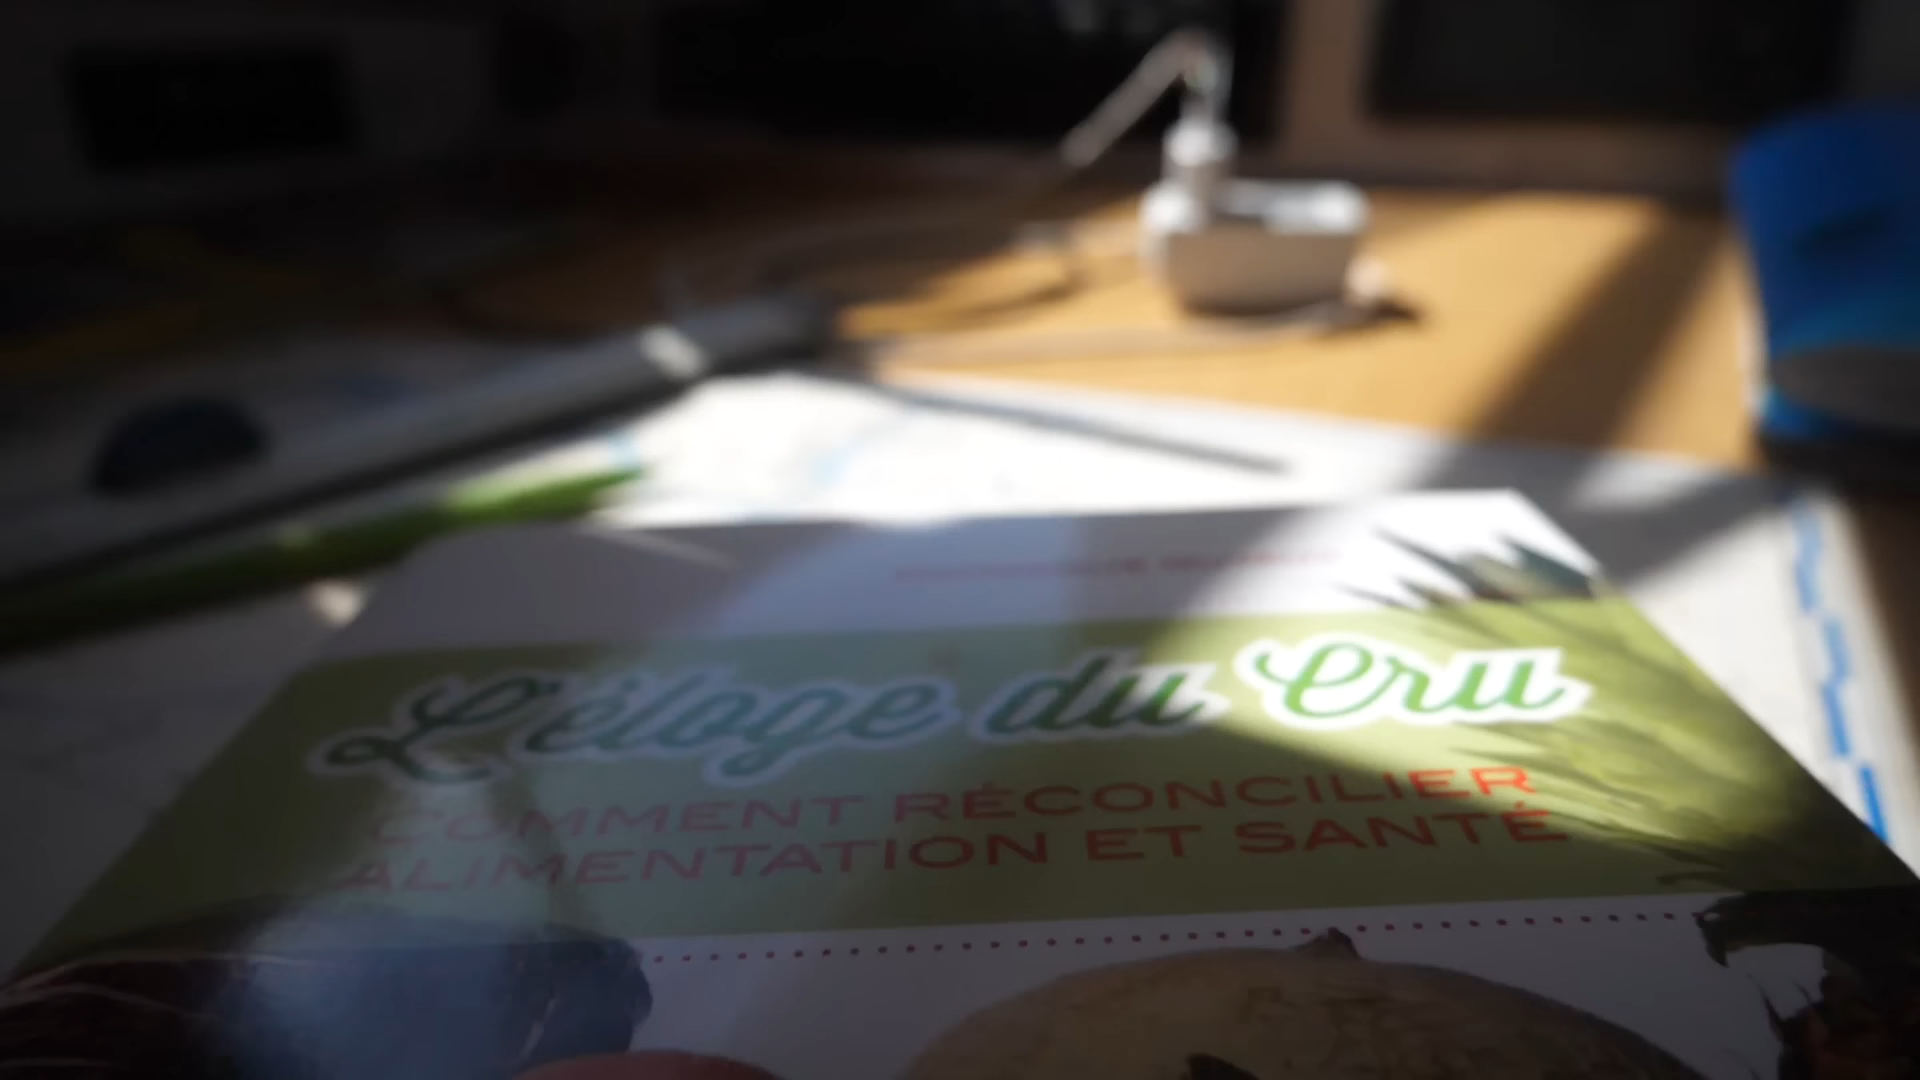 L'éloge du Cru
COMMENT RÉCONCILIER
ALIMENTATION ET SANTÉ